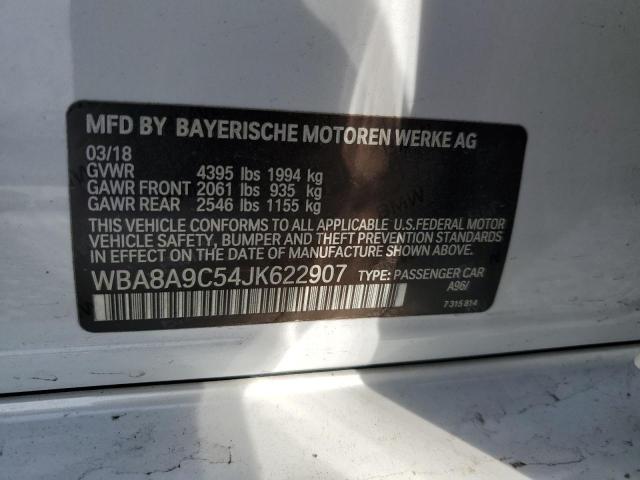 MFD BY BAYERISCHE MOTOREN WERKE AG
03/18
GVWR 4395 lbs 1994 kg
GAWR FRONT 2061 lbs 935 kg
GAWR REAR 2546 lbs 1155 kg
THIS VEHICLE CONFORMS TO ALL APPLICABLE U.S.FEDERAL MOTOR
VEHICLE SAFETY, BUMPER AND THEFT PREVENTION STANDARDS
IN EFFECT ON THE DATE OF MANUFACTURE SHOWN ABOVE.
WBA8A9C54JK622907 TYPE: PASSENGER CAR
A96/
7 315 814